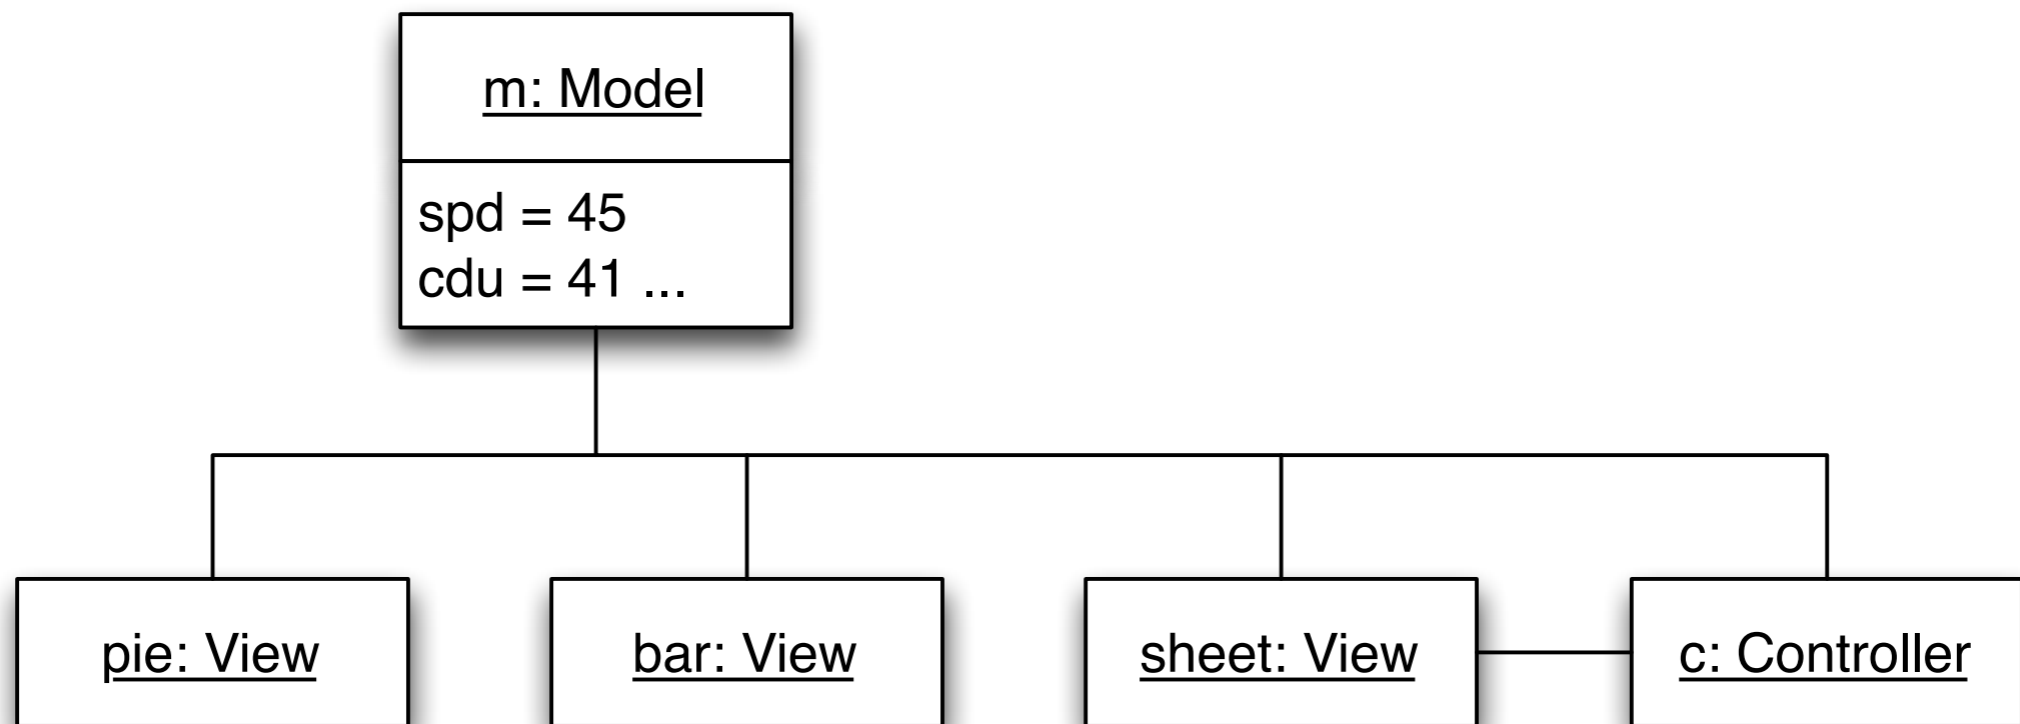 m: Model
spd = 45
cdu = 41 ...
pie: View
bar: View
sheet: View
c: Controller